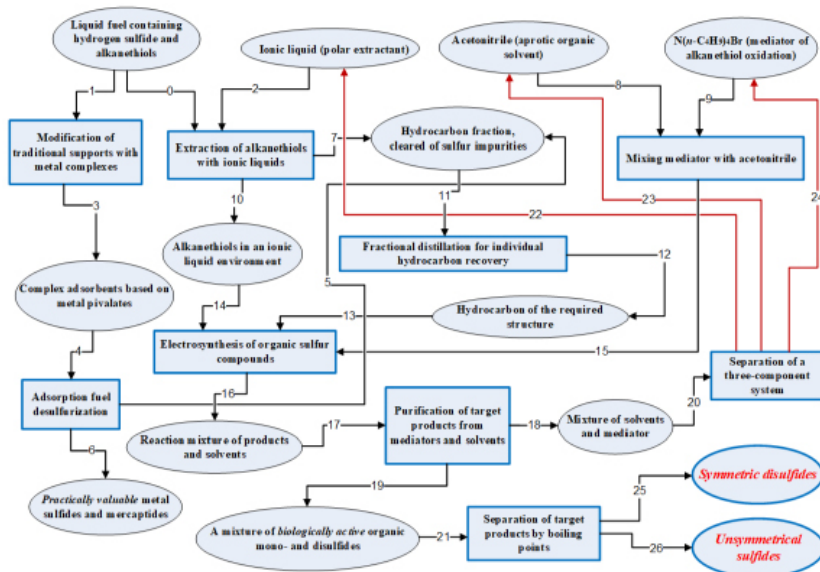 Liquid fuel containing
hydrogen sulfide and
alkanethiols
Ionic liquid (polar extractant)
Acetonitrile (aprotic organic
solvent)
N(n-C4H9)4Br (mediator of
alkanethiol oxidation)
1
0
2
8
9
Modification of
traditional supports with
metal complexes
Extraction of alkanethiols
with ionic liquids
7
Hydrocarbon fraction,
cleared of sulfur impurities
Mixing mediator with acetonitrile
3
10
11
22
23
24
Alkanethiols in an ionic
liquid environment
Fractional distillation for individual
hydrocarbon recovery
12
Complex adsorbents based on
metal pivalates
5
14
13
Hydrocarbon of the required
structure
4
Electrosynthesis of organic sulfur
compounds
15
Separation of a
three-component
system
16
Adsorption fuel
desulfurization
Reaction mixture of products
and solvents
17
Purification of target
products from
mediators and solvents
18
Mixture of solvents
and mediator
20
6
19
Practically valuable metal
sulfides and mercaptides
A mixture of biologically active organic
mono- and disulfides
21
Separation of target
products by boiling
points
25
Symmetric disulfides
26
Unsymmetrical
sulfides